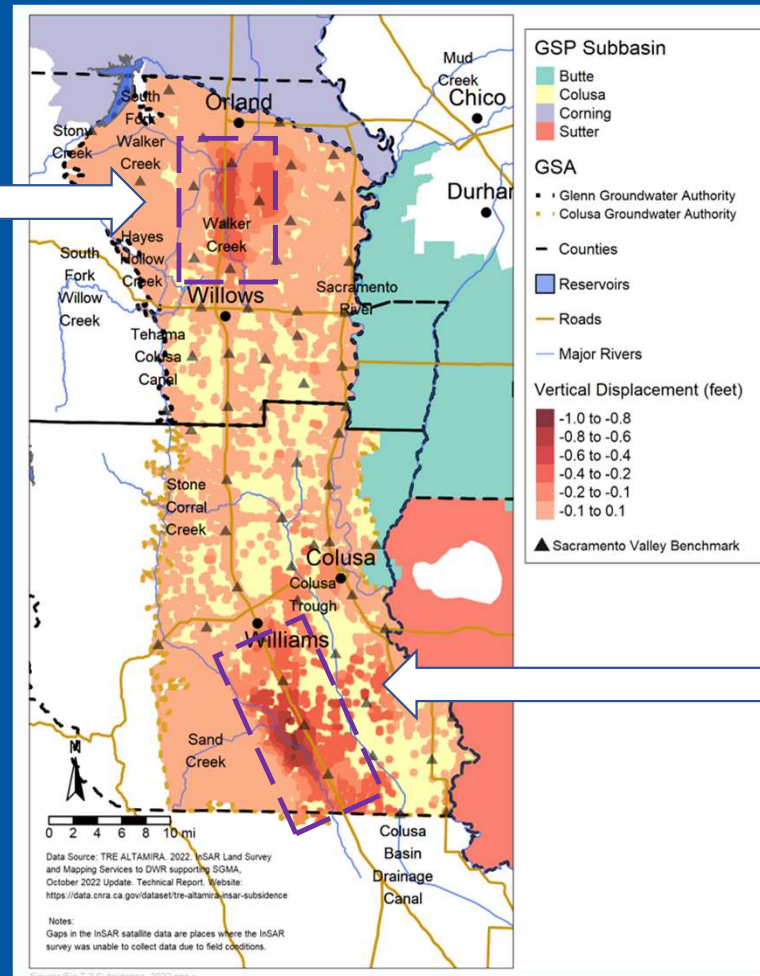 Mud
Creek
Chico
South
Fork
Orland
Stony
Creek
Walker
Creek
Durhar
Hayes
Hollow
Creek
Walker
Creek
South
Fork
Willow
Creek
Willows
Sacramento
River
Tehama
Colusa
Canal
Stone
Corral
Creek
Colusa
Colusa
Trough
Williams
Sand
Creek
N
0 2 4 6 8 10 mi
Colusa
Basin
Drainage
Canal
Data Source: TRE ALTAMIRA. 2022. InSAR Land Survey
and Mapping Services to DWR supporting SGMA,
October 2022 Update. Technical Report. Website:
https://data.cnra.ca.gov/dataset/tre-altamira-insar-subsidence
Notes:
Gaps in the InSAR satallite data are places where the InSAR
survey was unable to collect data due to field conditions.
GSP Subbasin
Butte
Colusa
Corning
Sutter
GSA
Glenn Groundwater Authority
Colusa Groundwater Authority
Counties
Reservoirs
Roads
Major Rivers
Vertical Displacement (feet)
-1.0 to -0.8
-0.8 to -0.6
-0.6 to -0.4
-0.4 to -0.2
-0.2 to -0.1
-0.1 to 0.1
Sacramento Valley Benchmark